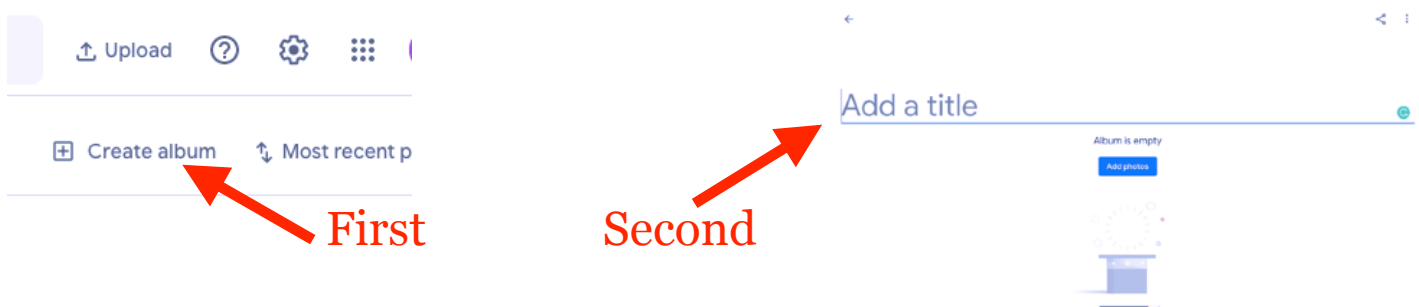 Upload
Create album
Most recent p
First
Second
Add a title
Album is empty
Add photos